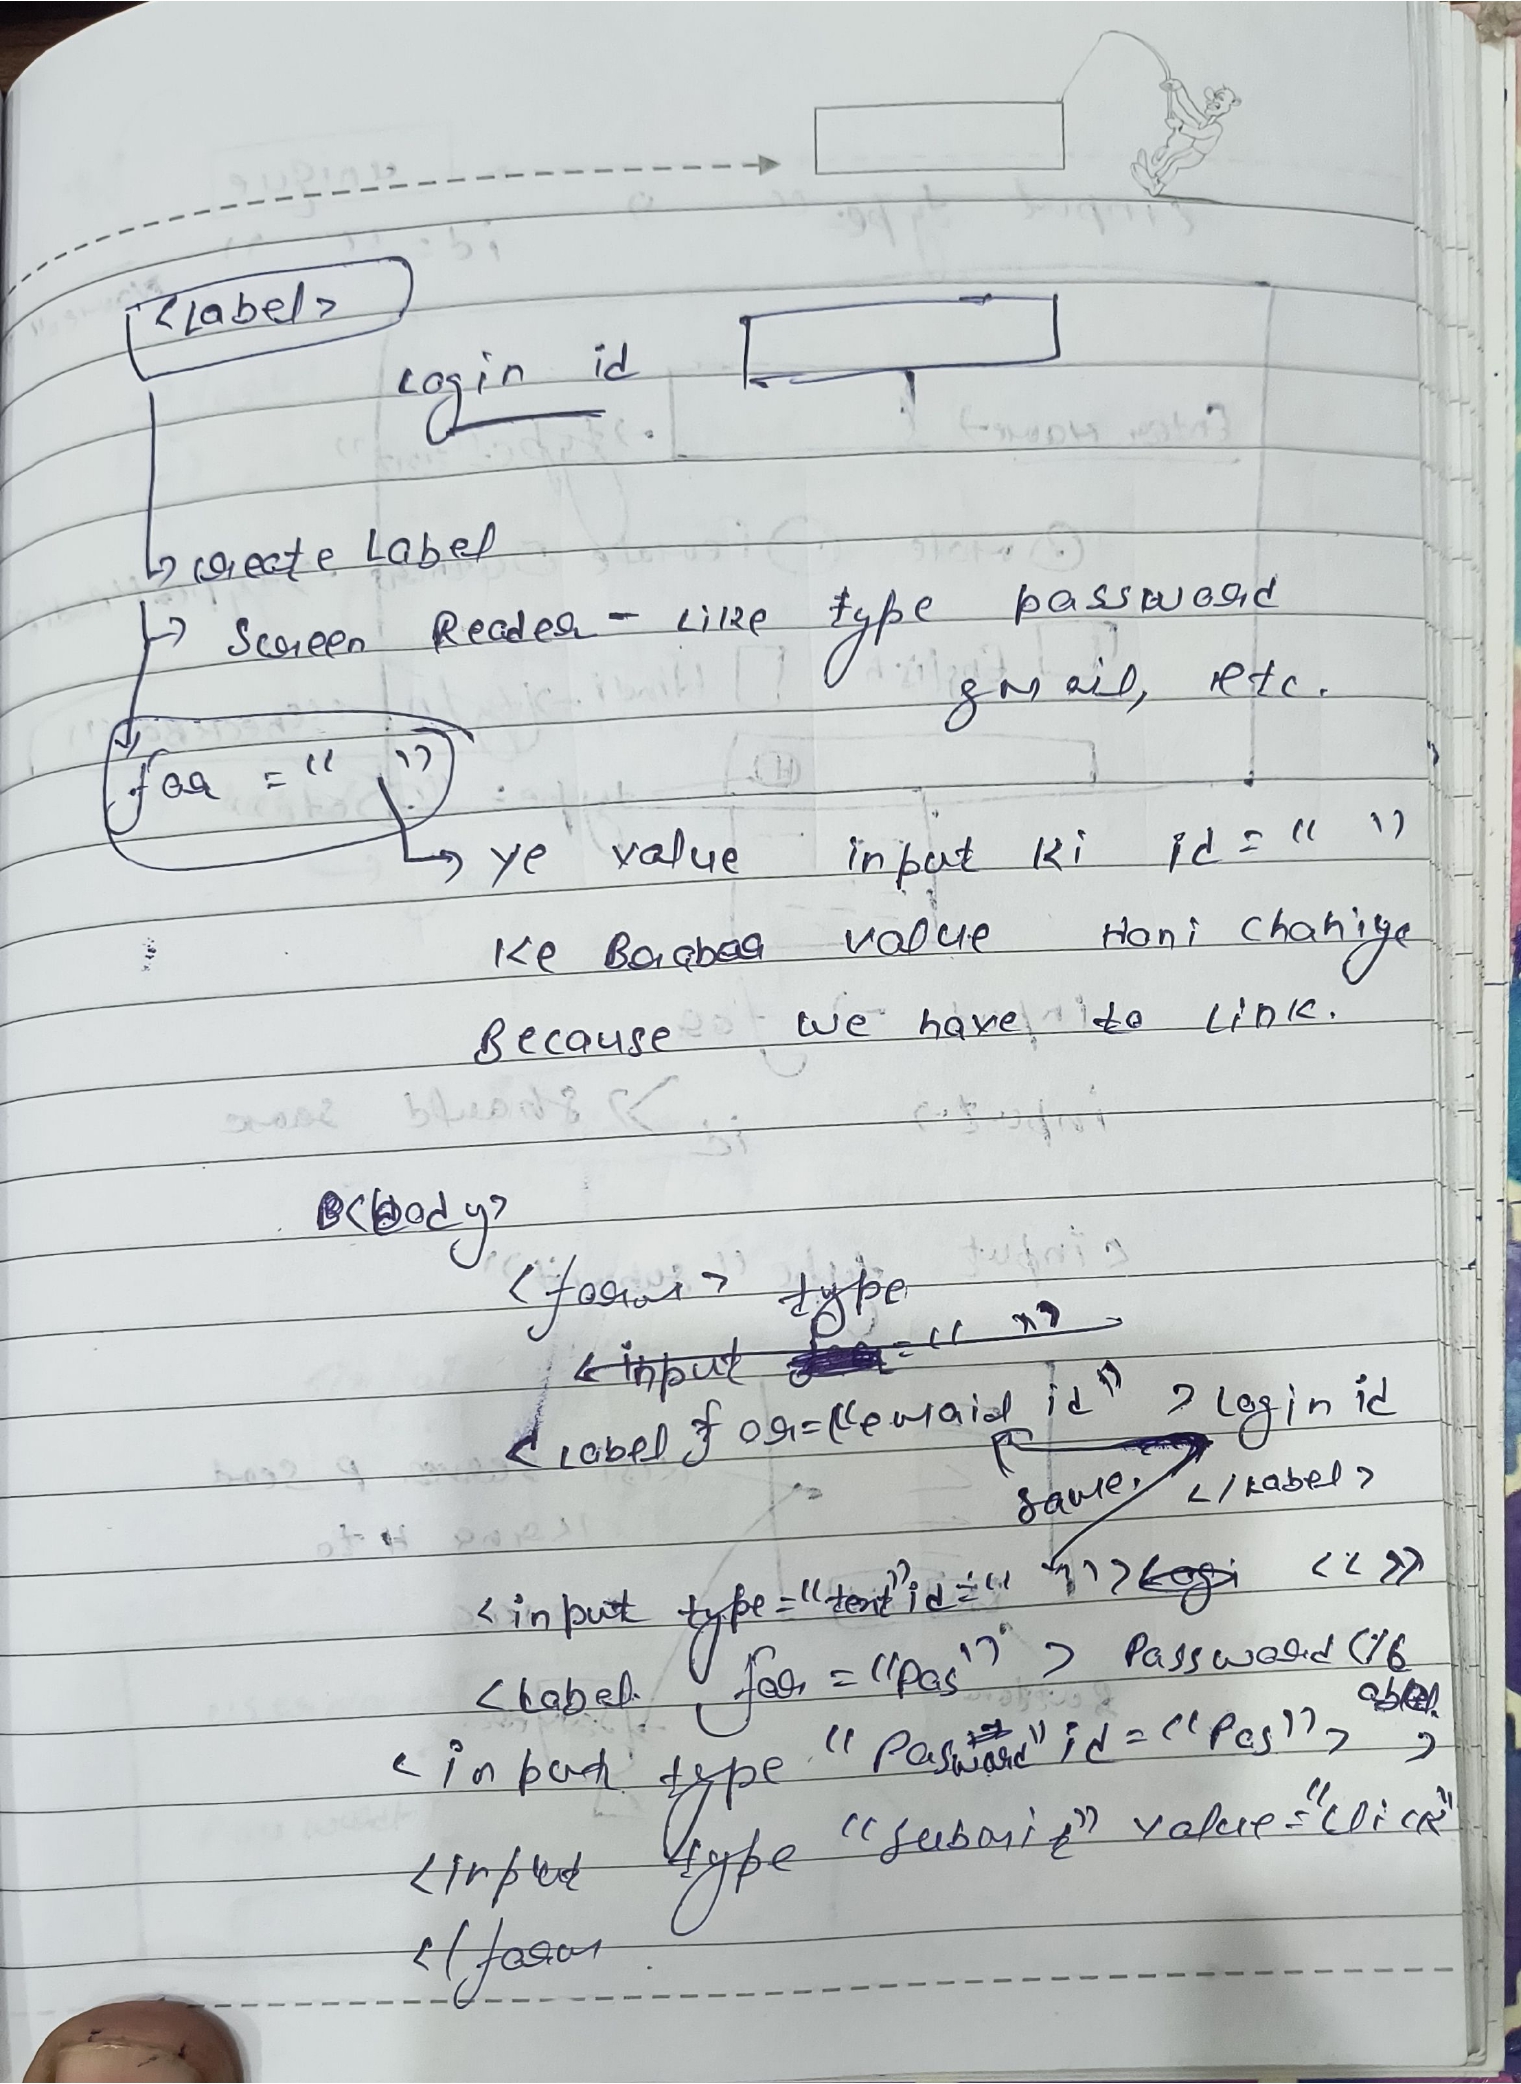 <Label>
Login id
create Label
Screen Reader - Like type password
gmail, etc.
for = " "
ye value input ki id = " "
Ke Barabar value Honi chahiye
Because we have to Link.
<body>
<form> type
<input = " "
<Label for="emaid id" > Login id
same. </Label>
<input type="text" id=" "> Logi " "
<Label for = "pas" > Password </Label
<input type "Password" id = "Pas" > >
<input type "submit" value = "Click"
</form